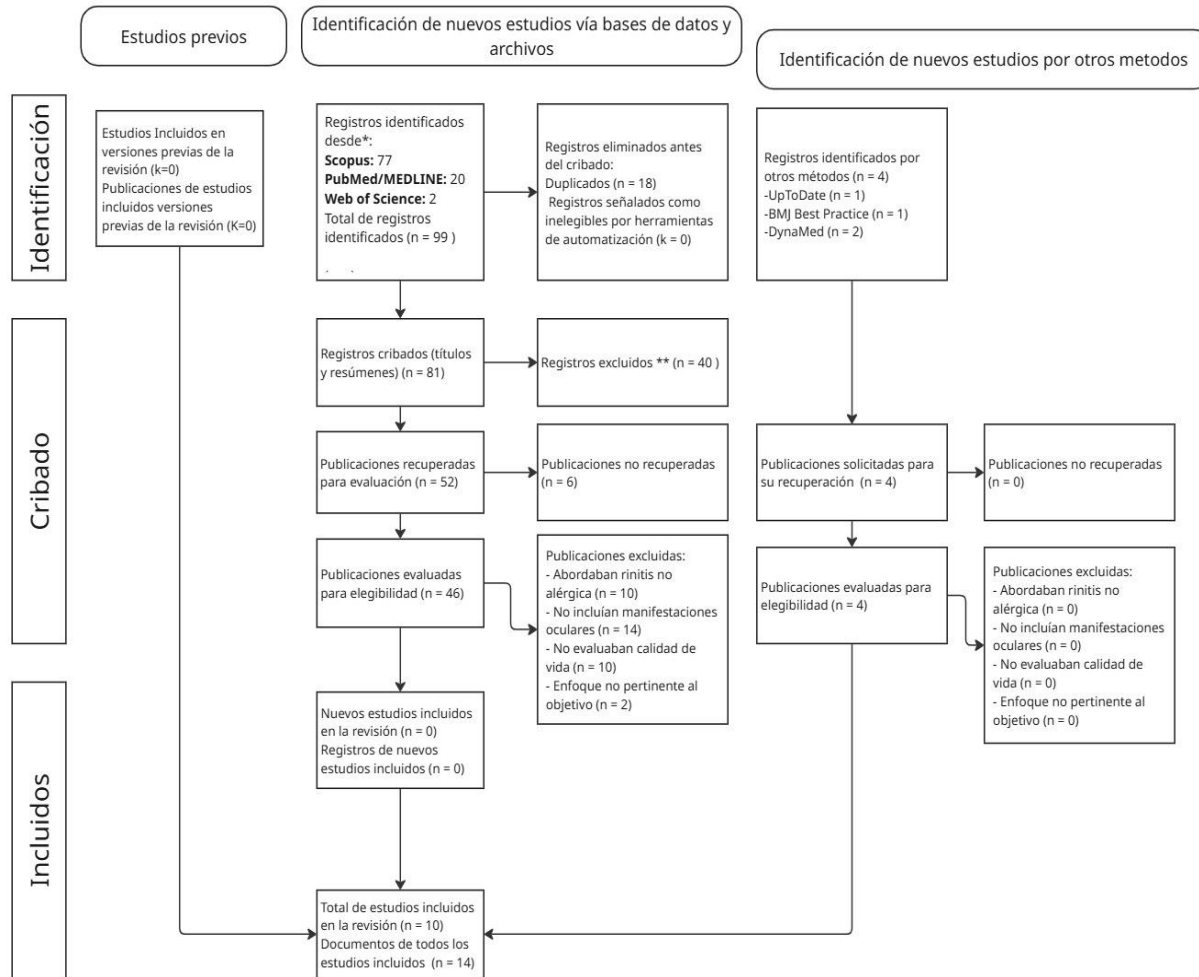 Estudios previos
Identificación de nuevos estudios vía bases de datos y
archivos
Identificación de nuevos estudios por otros metodos
Identificación
Estudios Incluidos en
versiones previas de la
revisión (k=0)
Publicaciones de estudios
incluidos versiones
previas de la revisión (K=0)
Registros identificados
desde*:
Scopus: 77
PubMed/MEDLINE: 20
Web of Science: 2
Total de registros
identificados (n = 99 )
Registros eliminados antes
del cribado:
Duplicados (n = 18)
Registros señalados como
inelegibles por herramientas
de automatización (k = 0)
Registros identificados por
otros métodos (n = 4)
-UpToDate (n = 1)
-BMJ Best Practice (n = 1)
-DynaMed (n = 2)
Cribado
Registros cribados (títulos
y resúmenes) (n = 81)
Registros excluidos ** (n = 40 )
Publicaciones recuperadas
para evaluación (n = 52)
Publicaciones no recuperadas
(n = 6)
Publicaciones solicitadas para
su recuperación (n = 4)
Publicaciones no recuperadas
(n = 0)
Publicaciones evaluadas
para elegibilidad (n = 46)
Publicaciones excluidas:
- Abordaban rinitis no
alérgica (n = 10)
- No incluían manifestaciones
oculares (n = 14)
- No evaluaban calidad de
vida (n = 10)
- Enfoque no pertinente al
objetivo (n = 2)
Publicaciones evaluadas para
elegibilidad (n = 4)
Publicaciones excluidas:
- Abordaban rinitis no
alérgica (n = 0)
- No incluían manifestaciones
oculares (n = 0)
- No evaluaban calidad de
vida (n = 0)
- Enfoque no pertinente al
objetivo (n = 0)
Incluidos
Nuevos estudios incluidos
en la revisión (n = 0)
Registros de nuevos
estudios incluidos (n = 0)
Total de estudios incluidos
en la revisión (n = 10)
Documentos de todos los
estudios incluidos (n = 14)